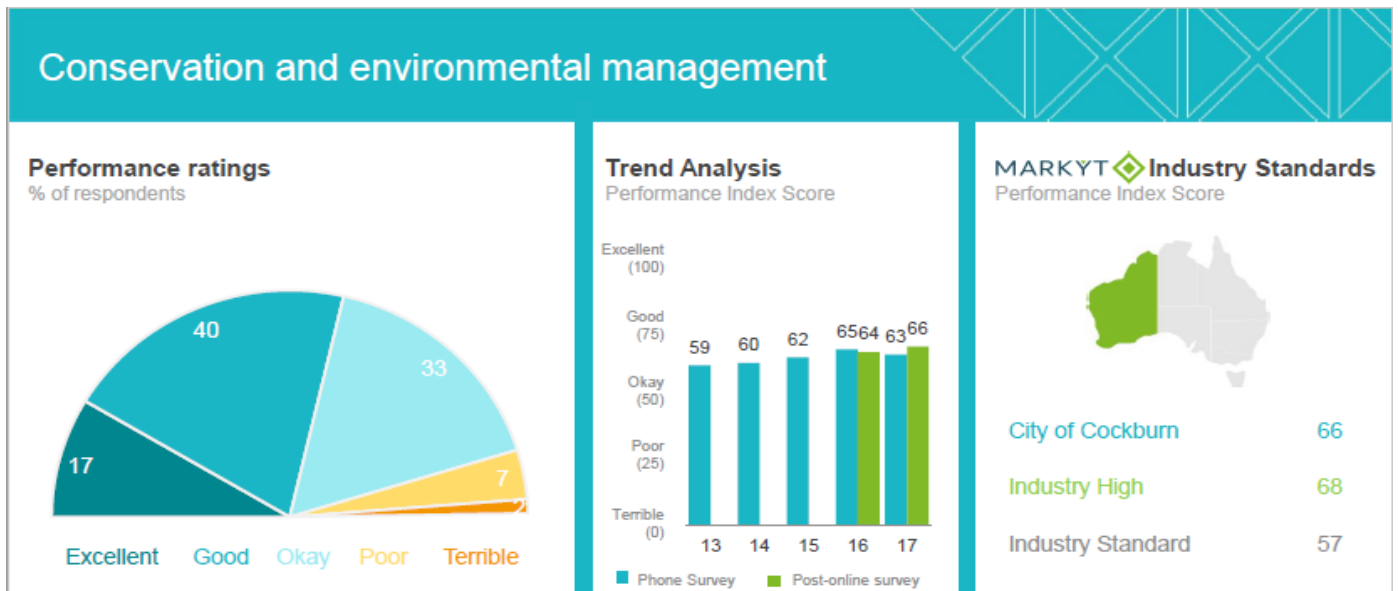 Conservation and environmental management
Performance ratings
% of respondents
40
33
17
7
2
Excellent Good Okay Poor Terrible
Trend Analysis
Performance Index Score
Excellent
(100)
Good
(75)
Okay
(50)
Poor
(25)
Terrible
(0)
59 60 62 65 64 63 66
13 14 15 16 17
Phone Survey Post-online survey
MARKYT Industry Standards
Performance Index Score
City of Cockburn 66
Industry High 68
Industry Standard 57